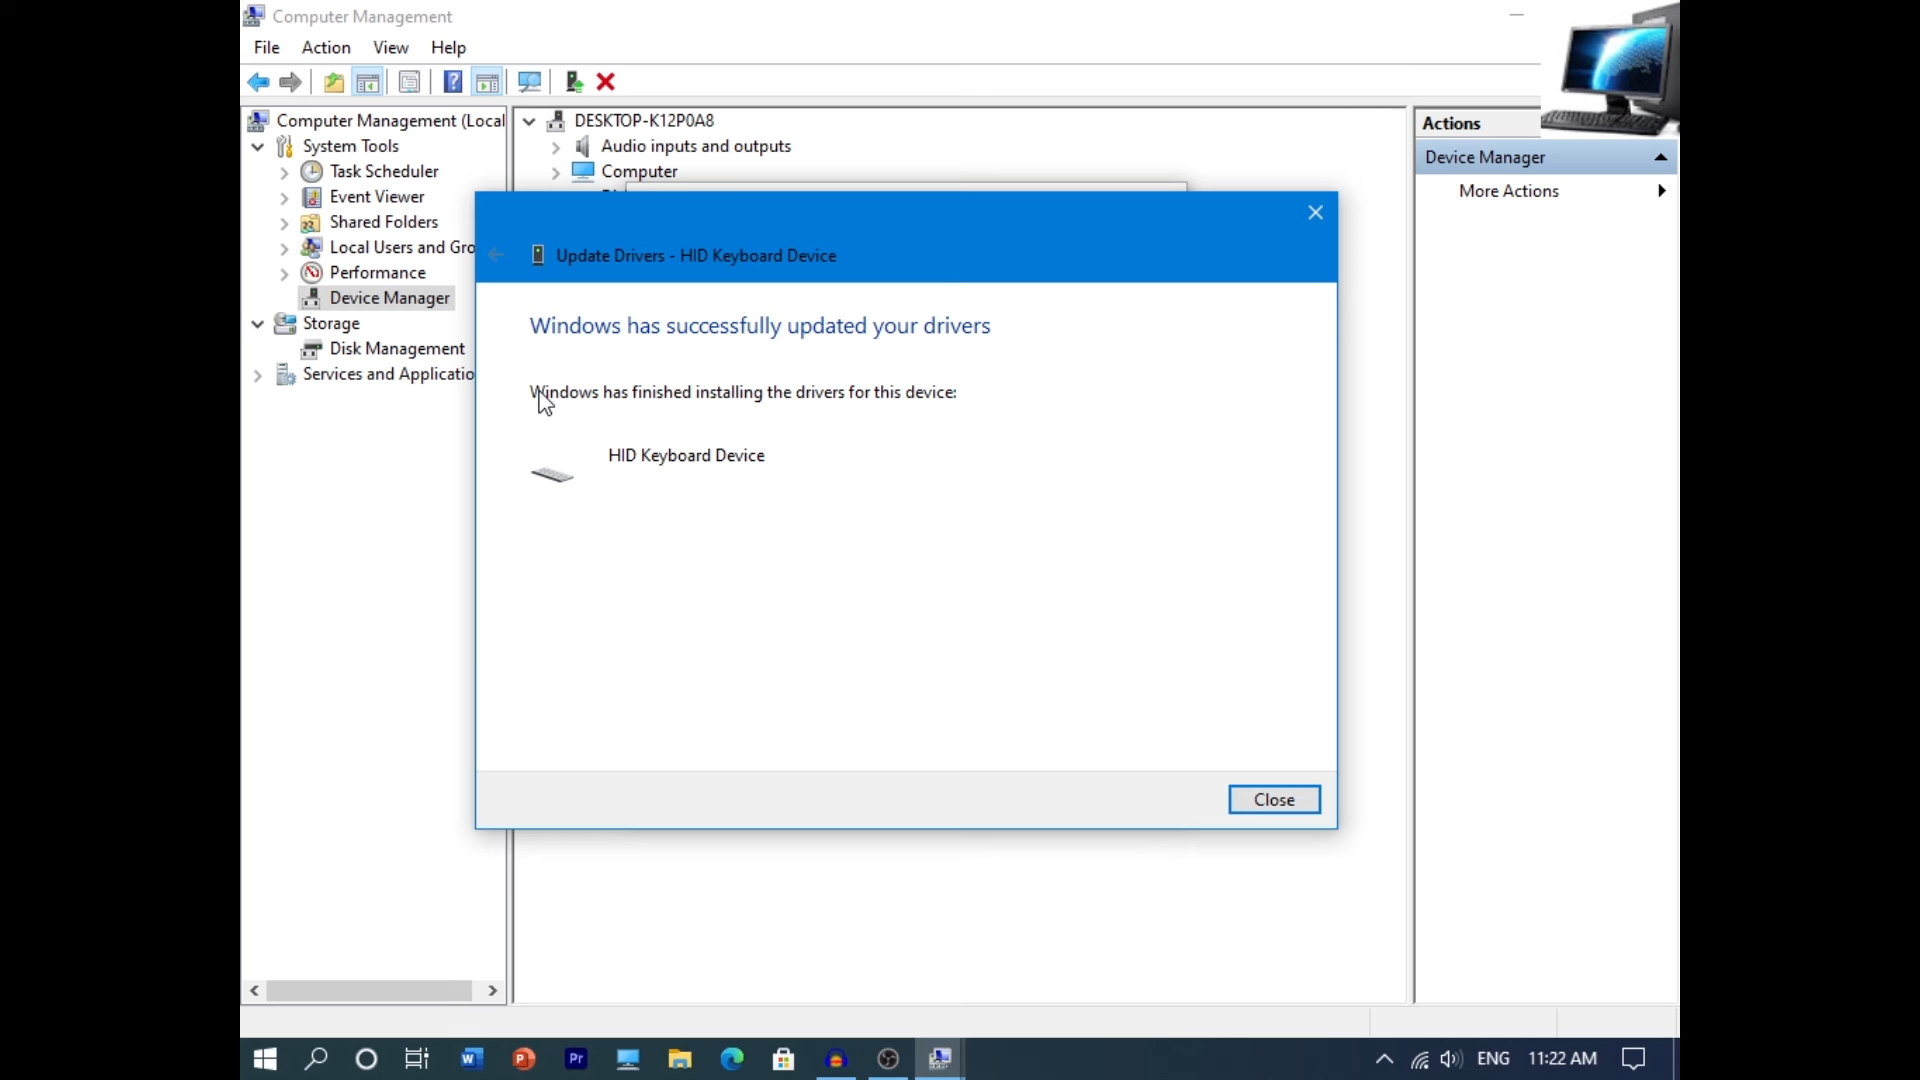 Computer Management
File Action View Help
Computer Management (Local
System Tools
Task Scheduler
Event Viewer
Shared Folders
Local Users and Gro
Performance
Device Manager
Storage
Disk Management
Services and Applicatio
DESKTOP-K12P0A8
Audio inputs and outputs
Computer
Actions
Device Manager
More Actions
Update Drivers - HID Keyboard Device
Windows has successfully updated your drivers
Windows has finished installing the drivers for this device:
HID Keyboard Device
Close
ENG 11:22 AM